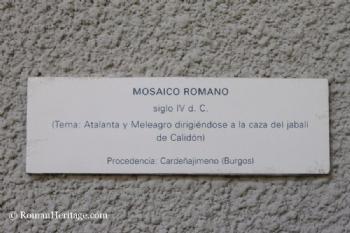 MOSAICO ROMANO
siglo IV d. C.
(Tema: Atalanta y Meleagro dirigiéndose a la caza del jabalí
de Calidón)
Procedencia: Cardeñajimeno (Burgos)
© RomanHeritage.com